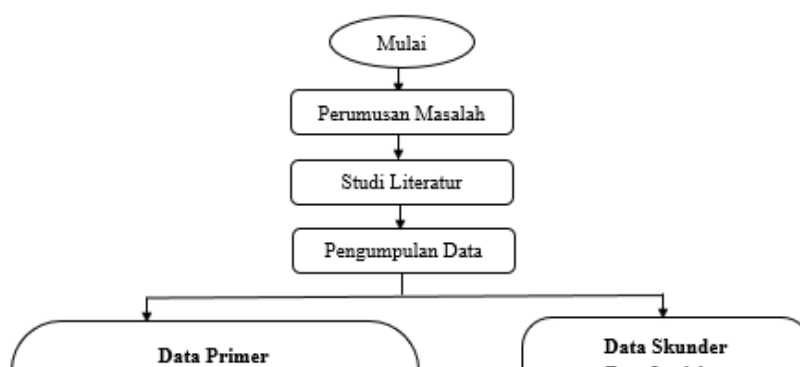 Mulai
Perumusan Masalah
Studi Literatur
Pengumpulan Data
Data Primer
Data Skunder